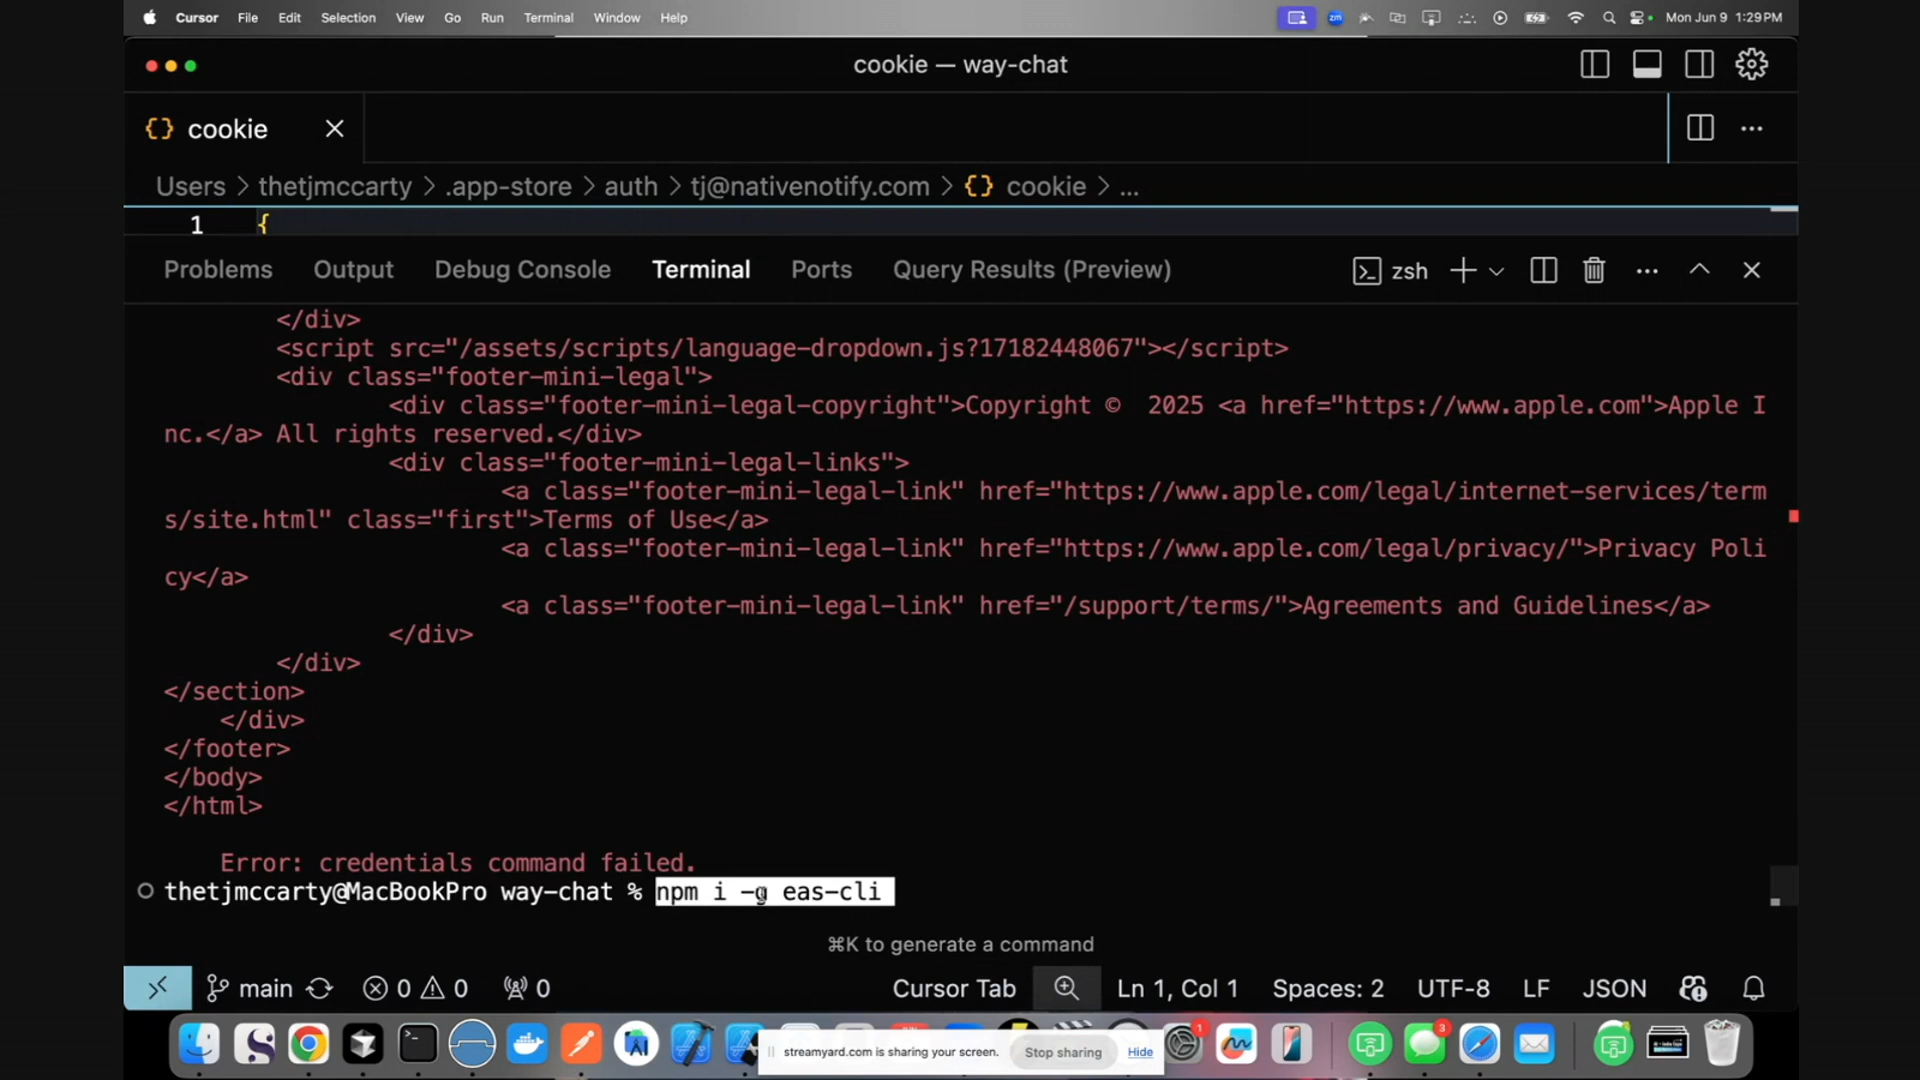 Cursor File Edit Selection View Go Run Terminal Window Help zm Mon Jun 9 1:29 PM
cookie — way-chat
{} cookie
Users > thetjmccarty > .app-store > auth > tj@nativenotify.com > {} cookie > ...
1 {
Problems Output Debug Console Terminal Ports Query Results (Preview) zsh
</div>
<script src="/assets/scripts/language-dropdown.js?17182448067"></script>
<div class="footer-mini-legal">
<div class="footer-mini-legal-copyright">Copyright © 2025 <a href="https://www.apple.com">Apple I
nc.</a> All rights reserved.</div>
<div class="footer-mini-legal-links">
<a class="footer-mini-legal-link" href="https://www.apple.com/legal/internet-services/term
s/site.html" class="first">Terms of Use</a>
<a class="footer-mini-legal-link" href="https://www.apple.com/legal/privacy/">Privacy Poli
cy</a>
<a class="footer-mini-legal-link" href="/support/terms/">Agreements and Guidelines</a>
</div>
</div>
</section>
</div>
</footer>
</body>
</html>
Error: credentials command failed.
thetjmccarty@MacBookPro way-chat % npm i -g eas-cli
⌘K to generate a command
main 0 0 0 Cursor Tab Ln 1, Col 1 Spaces: 2 UTF-8 LF JSON
streamyard.com is sharing your screen. Stop sharing Hide
1
3